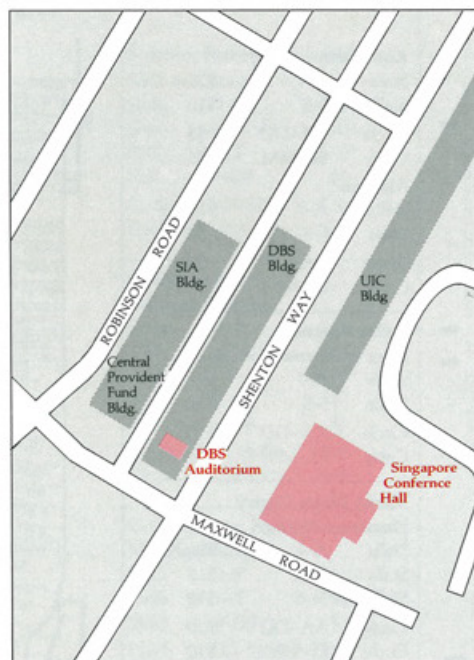 ROBINSON ROAD
SIA
Bldg.
DBS
Bldg.
UIC
Bldg
SHENTON WAY
Central
Provident
Fund
Bldg.
DBS
Auditorium
Singapore
Confernce
Hall
MAXWELL ROAD